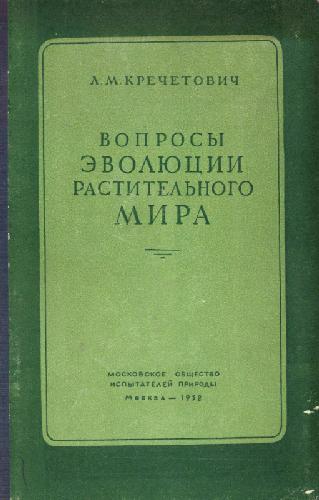 Л.М.КРЕЧЕТОВИЧ
ВОПРОСЫ
ЭВОЛЮЦИИ
РАСТИТЕЛЬНОГО
МИРА
МОСКОВСКОЕ ОБЩЕСТВО
ИСПЫТАТЕЛЕЙ ПРИРОДЫ
МОСКВА — 1952